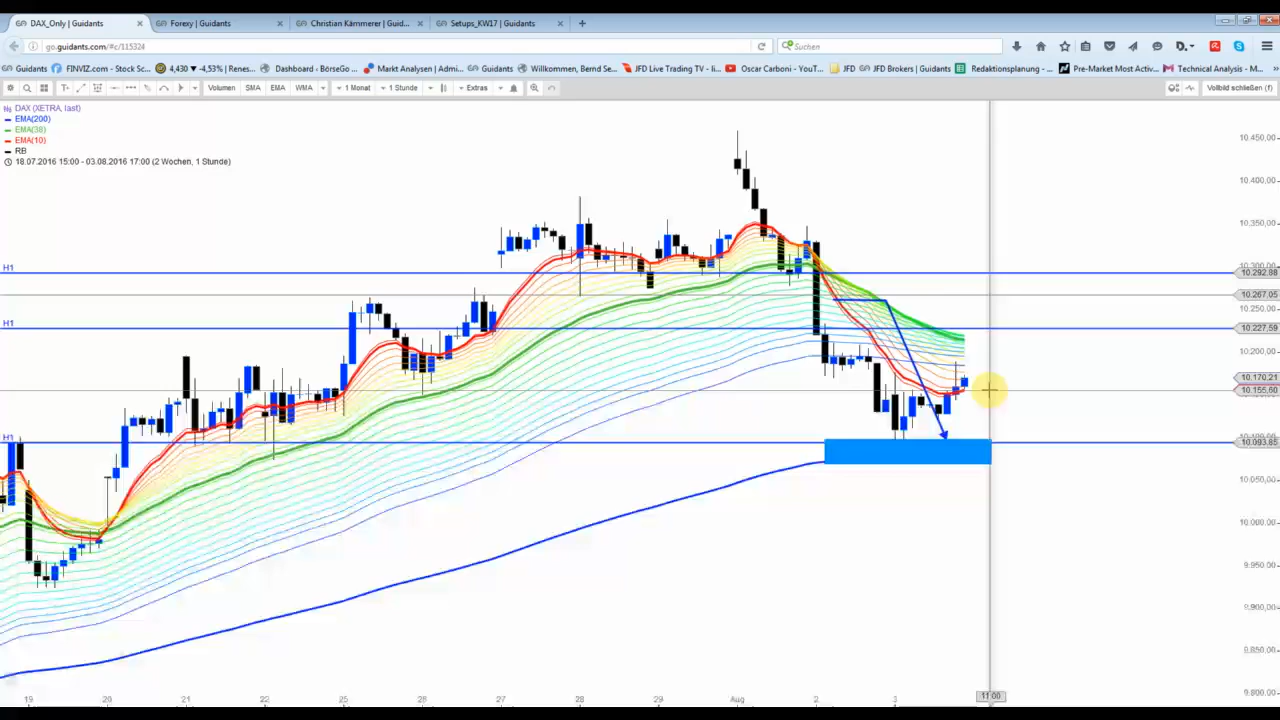 DAX_Only | Guidants
Forexy | Guidants
Christian Kämmerer | Guid...
Setups_KW17 | Guidants
go.guidants.com/#c/115324
Suchen
Guidants
FINVIZ.com - Stock Sc...
4,430 -4,53% | Renes...
Dashboard ‹ BörseGo ...
Markt Analysen | Admi...
Guidants
Willkommen, Bernd Se...
JFD Live Trading TV - li...
Oscar Carboni - YouT...
JFD
JFD Brokers | Guidants
Redaktionsplanung - ...
Pre-Market Most Activ...
Technical Analysis - M...
Volumen
SMA
EMA
WMA
1 Monat
1 Stunde
Extras
Vollbild schließen (f)
DAX (XETRA, last)
EMA(200)
EMA(38)
EMA(10)
RB
18.07.2016 15:00 - 03.08.2016 17:00 (2 Wochen, 1 Stunde)
H1
H1
H1
10.450,00
10.400,00
10.350,00
10.300,00
10.292,88
10.267,05
10.250,00
10.227,59
10.200,00
10.170,21
10.155,60
10.093,85
10.050,00
10.000,00
9.950,00
9.900,00
9.850,00
9.800,00
19
20
21
22
25
26
27
28
29
Aug
2
3
11:00